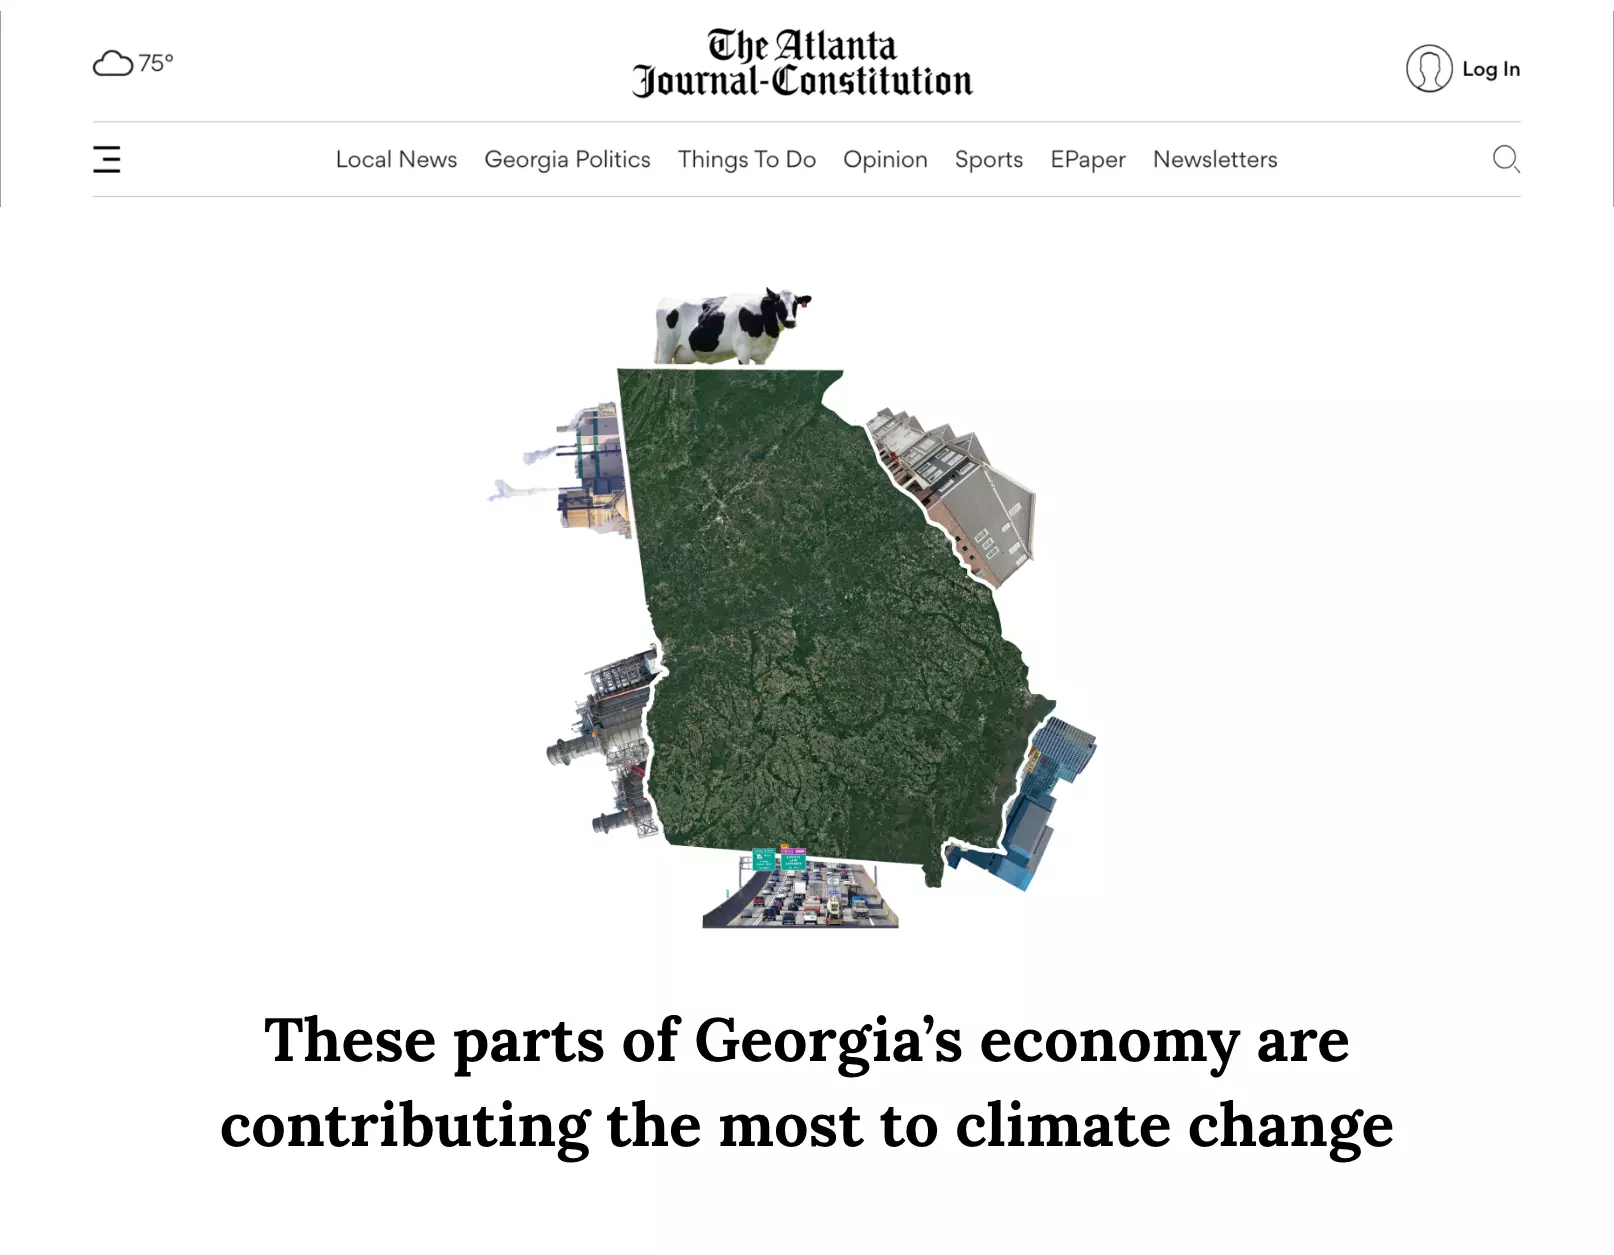 75°
The Atlanta
Journal-Constitution
Log In
Local News Georgia Politics Things To Do Opinion Sports EPaper Newsletters
These parts of Georgia’s economy are
contributing the most to climate change